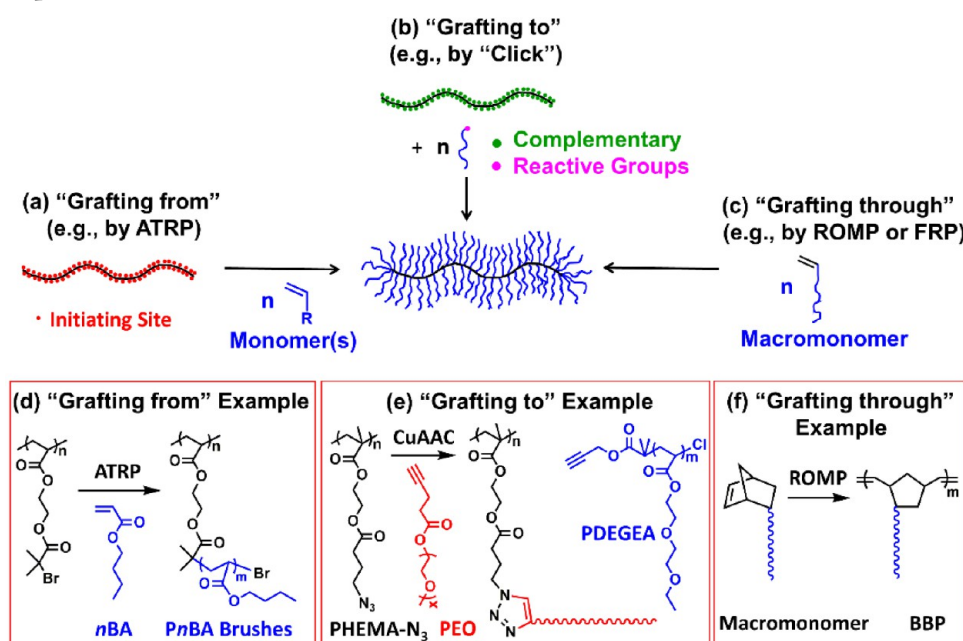 (b) “Grafting to”
(e.g., by “Click”)
+ n
• Complementary
• Reactive Groups
(a) “Grafting from”
(e.g., by ATRP)
· Initiating Site
n
R
Monomer(s)
(c) “Grafting through”
(e.g., by ROMP or FRP)
n
Macromonomer
(d) “Grafting from” Example
n
O
O
O
O
Br
ATRP
O
O
nBA
n
O
O
O
O
m
Br
O
O
PnBA Brushes
(e) “Grafting to” Example
n
O
O
O
O
N3
PHEMA-N3
CuAAC
O
O
O
x
PEO
n
O
O
O
O
N
N
N
O
O
m
Cl
O
O
O
O
PDEGEA
(f) “Grafting through”
Example
ROMP
m
Macromonomer
BBP